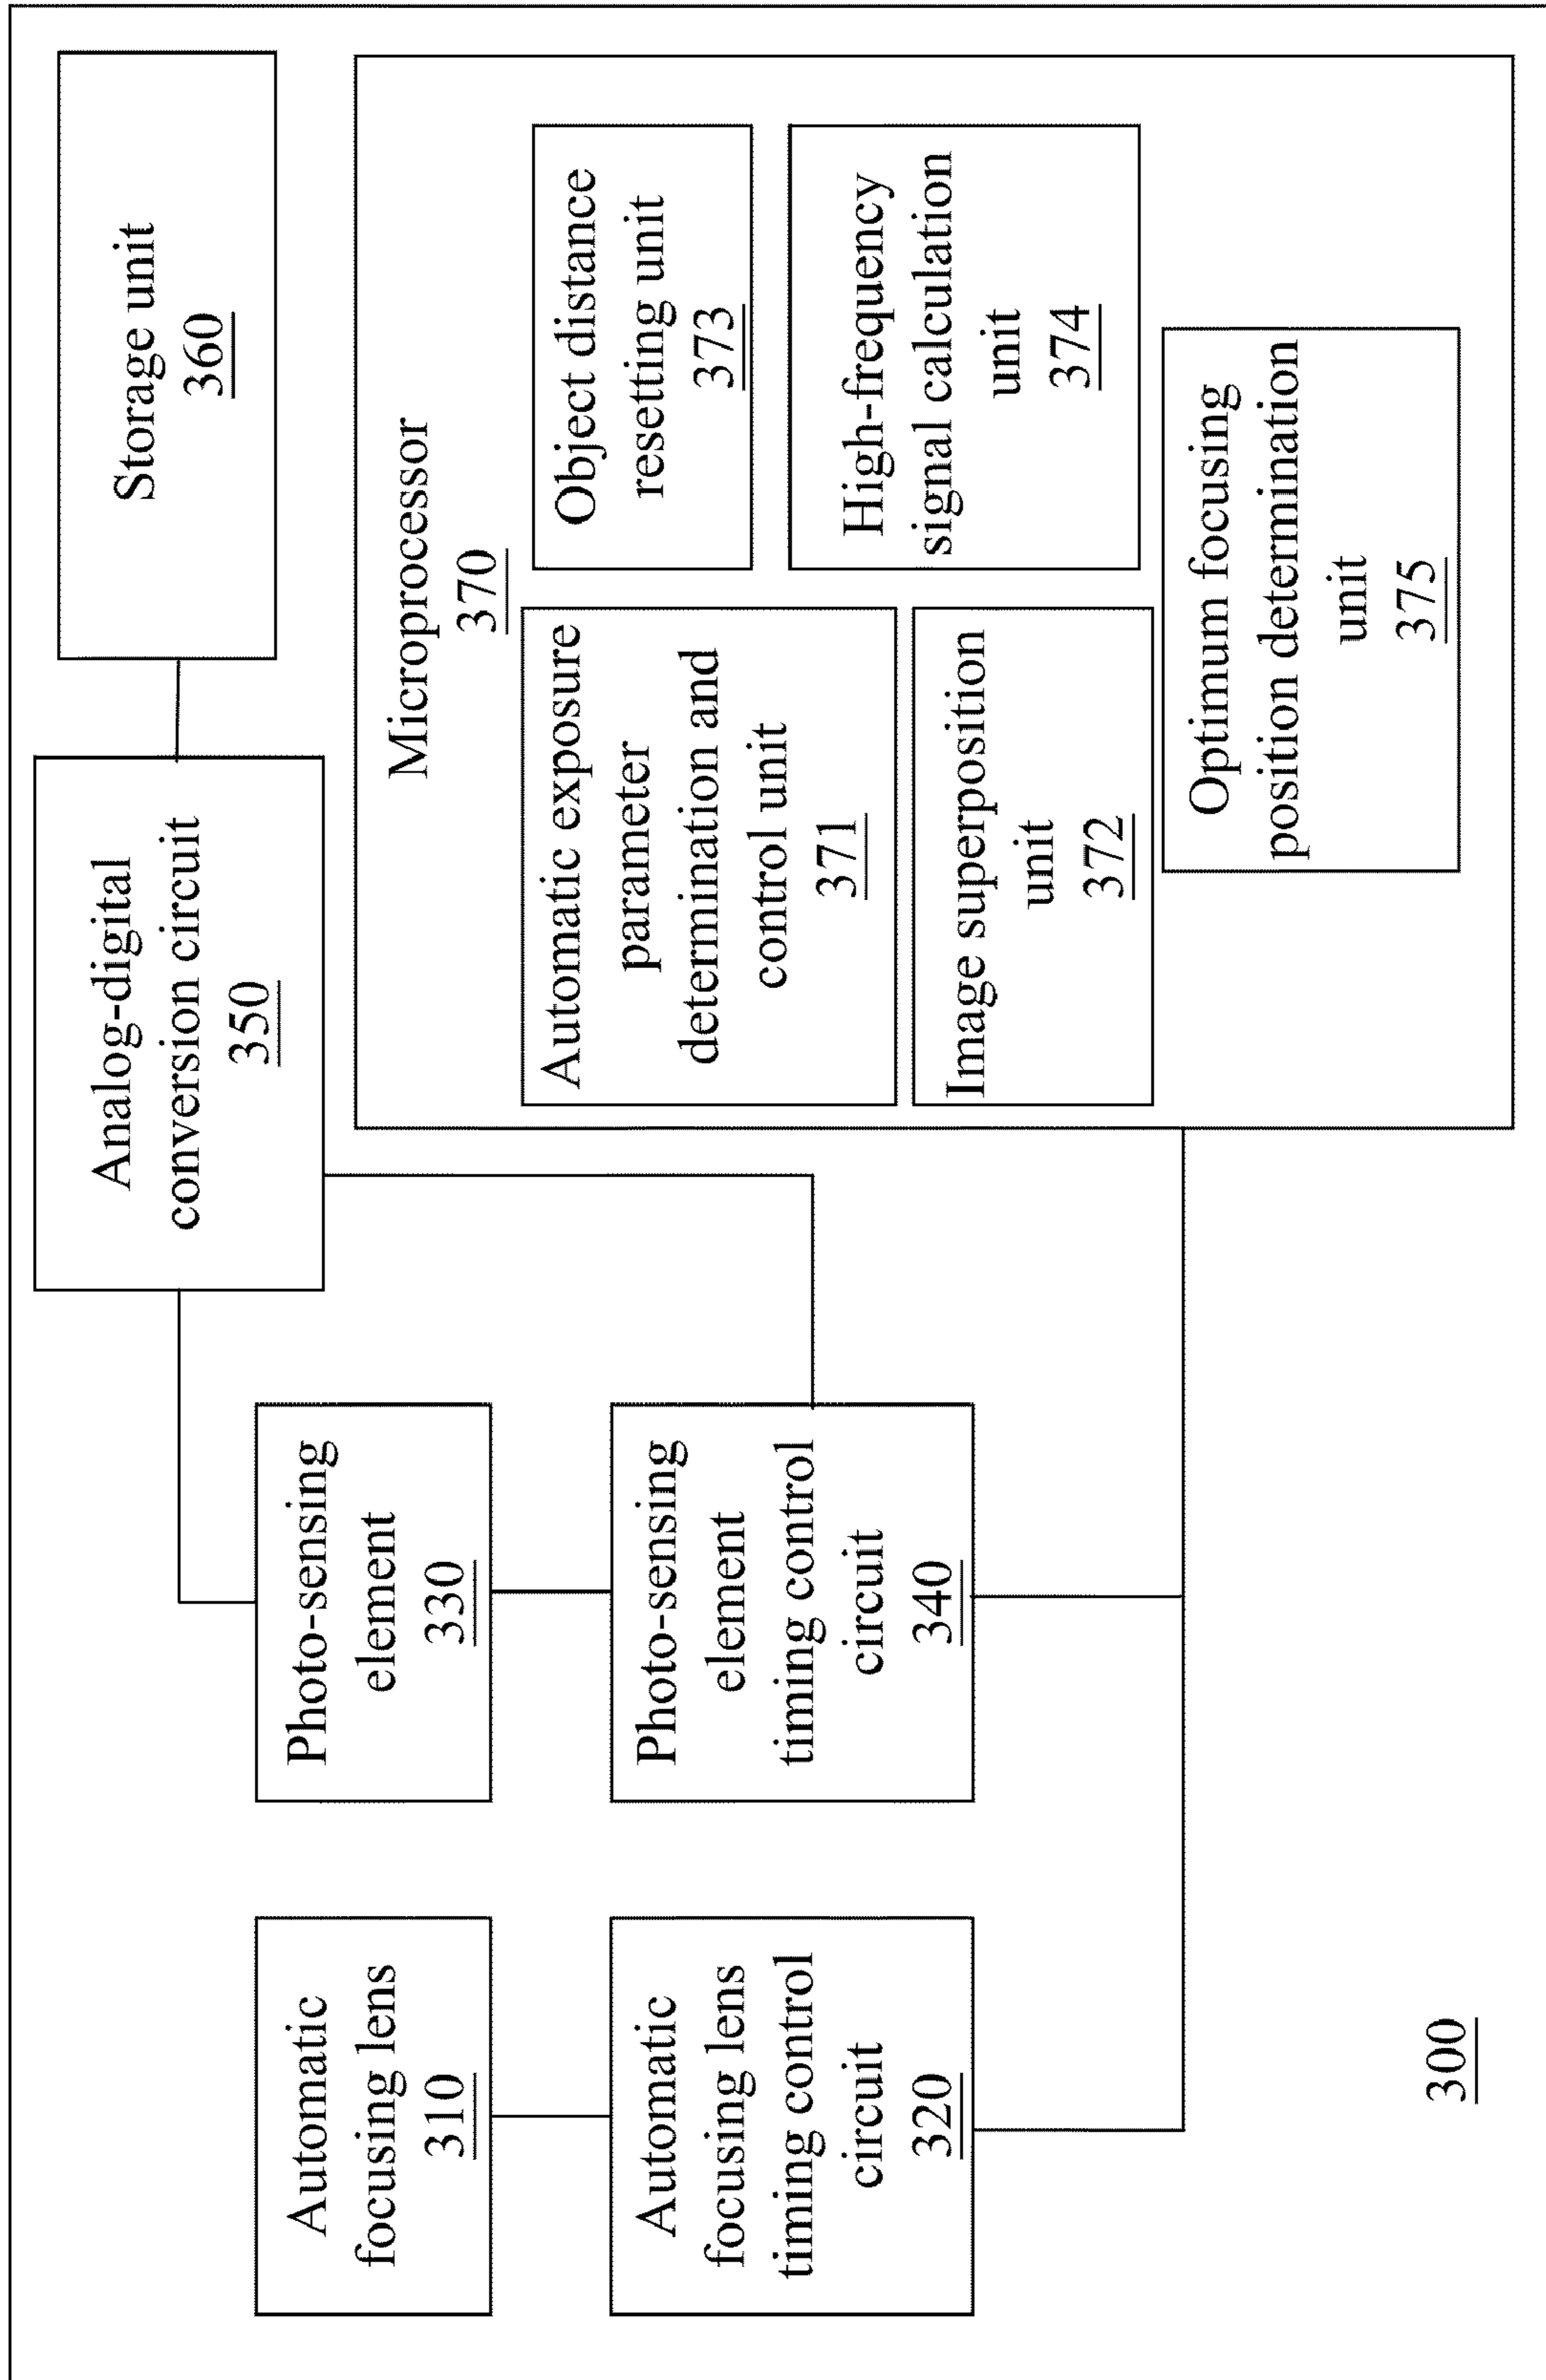 Automatic
focusing lens
310
Automatic
focusing lens
timing control
circuit
320
Photo-sensing
element
330
Photo-sensing
element
timing control
circuit
340
Analog-digital
conversion circuit
350
Storage unit
360
Microprocessor
370
Automatic exposure
parameter
determination and
control unit
371
Image superposition
unit
372
Object distance
resetting unit
373
High-frequency
signal calculation
unit
374
Optimum focusing
position determination
unit
375
300